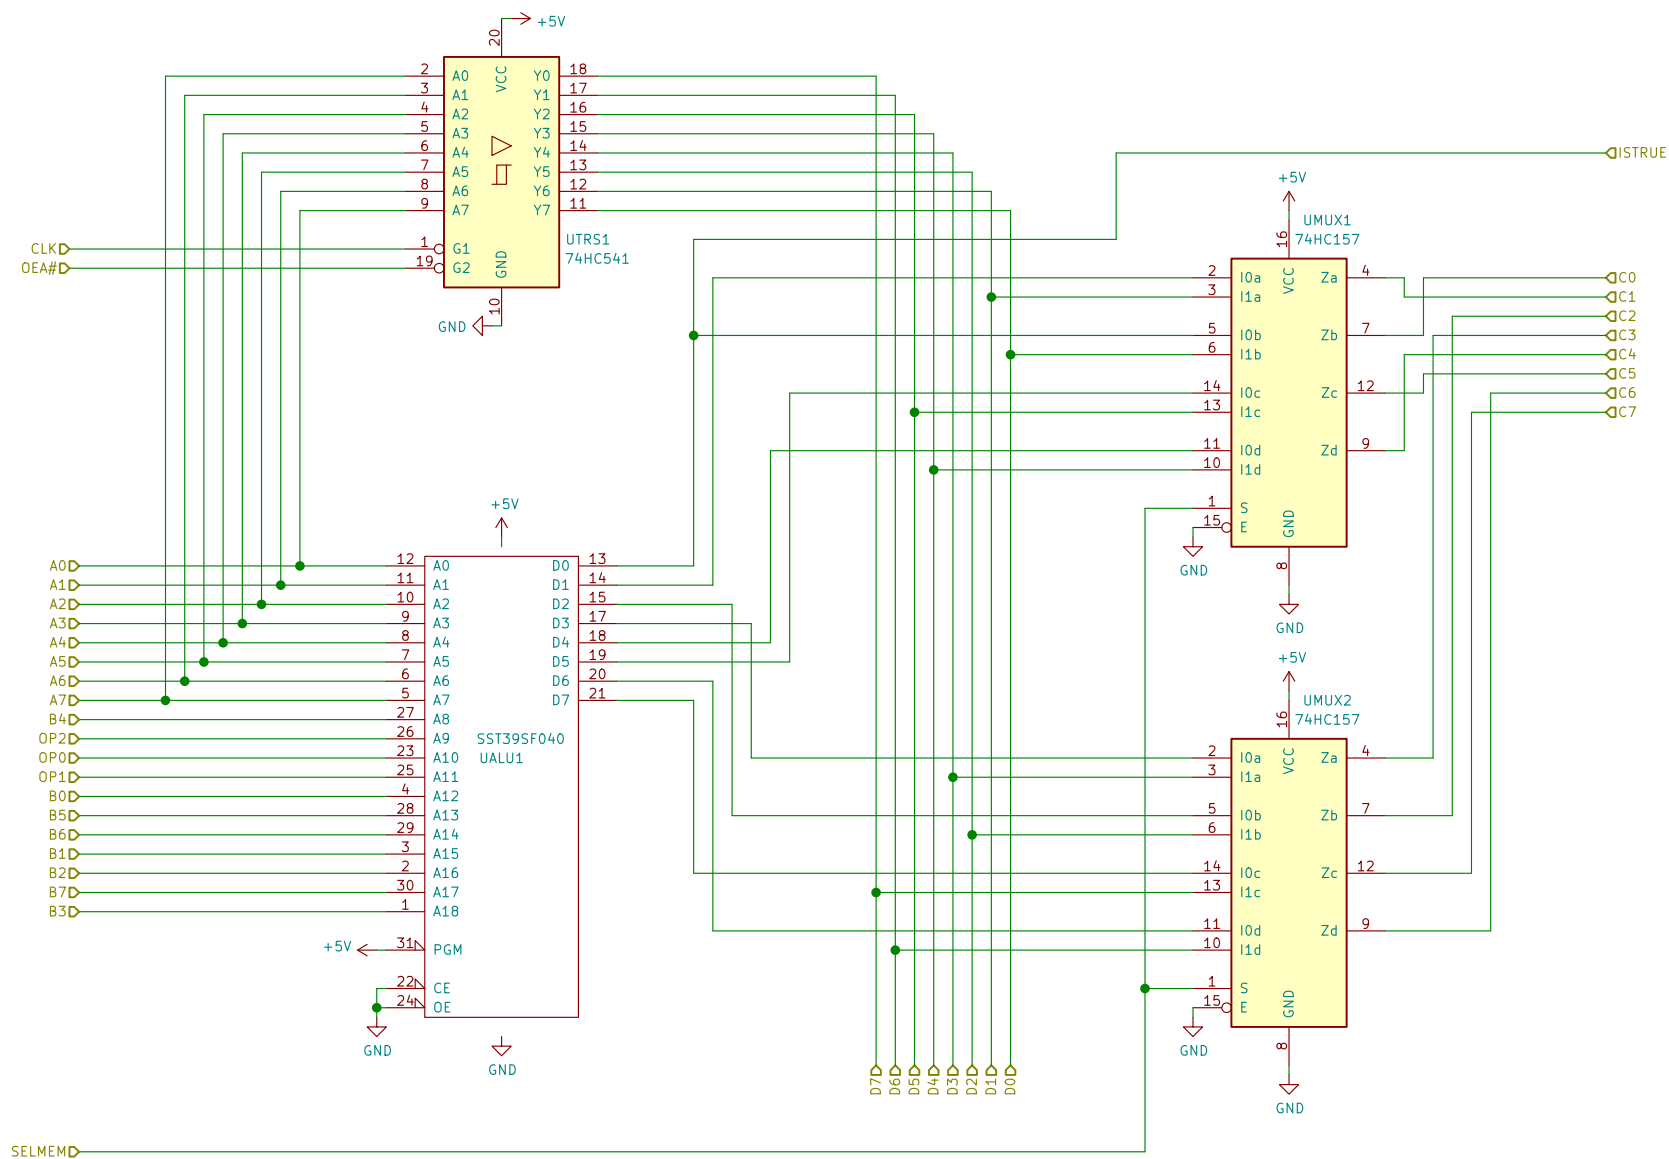 +5V
20
VCC
2 A0 Y0 18
3 A1 Y1 17
4 A2 Y2 16
5 A3 Y3 15
6 A4 Y4 14
7 A5 Y5 13
8 A6 Y6 12
9 A7 Y7 11
CLK 1 G1
OEA# 19 G2
GND
UTRS1
74HC541
10
GND
ISTRUE
+5V
UMUX1
74HC157
16
VCC
2 I0a Za 4
3 I1a
5 I0b Zb 7
6 I1b
14 I0c Zc 12
13 I1c
11 I0d Zd 9
10 I1d
1 S
15 E
GND
8
GND
GND
C0
C1
C2
C3
C4
C5
C6
C7
+5V
A0 12 A0 D0 13
A1 11 A1 D1 14
A2 10 A2 D2 15
A3 9 A3 D3 17
A4 8 A4 D4 18
A5 7 A5 D5 19
A6 6 A6 D6 20
A7 5 A7 D7 21
B4 27 A8
OP2 26 A9
OP0 23 A10
OP1 25 A11
B0 4 A12
B5 28 A13
B6 29 A14
B1 3 A15
B2 2 A16
B7 30 A17
B3 1 A18
SST39SF040
UALU1
+5V 31 PGM
22 CE
24 OE
GND
GND
+5V
UMUX2
74HC157
16
VCC
2 I0a Za 4
3 I1a
5 I0b Zb 7
6 I1b
14 I0c Zc 12
13 I1c
11 I0d Zd 9
10 I1d
1 S
15 E
GND
8
GND
GND
D7
D6
D5
D4
D3
D2
D1
D0
SELMEM